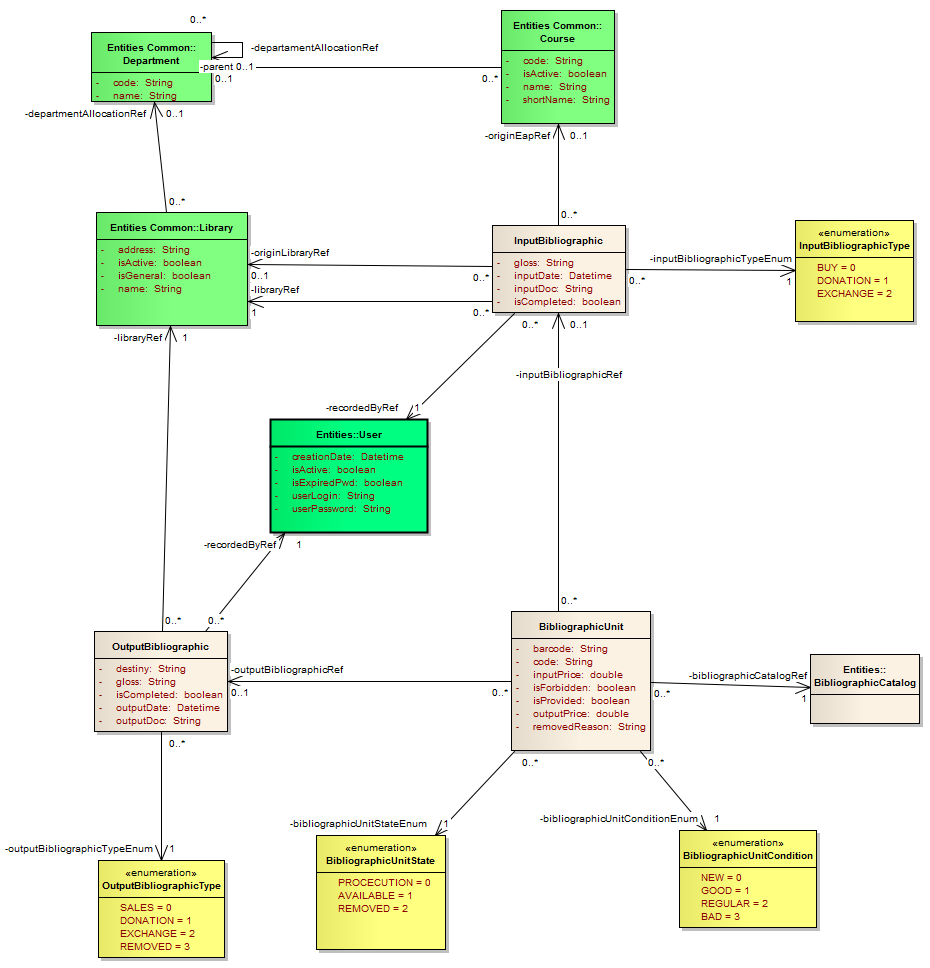 0..*
Entities Common::
Department
- code: String
- name: String
-departamentAllocationRef
-parent 0..1
0..1
0..*
Entities Common::
Course
- code: String
- isActive: boolean
- name: String
- shortName: String
-departmentAllocationRef
0..1
-originEapRef
0..1
0..*
0..*
Entities Common::Library
- address: String
- isActive: boolean
- isGeneral: boolean
- name: String
-originLibraryRef
0..1
0..*
-libraryRef
1
0..*
InputBibliographic
- gloss: String
- inputDate: Datetime
- inputDoc: String
- isCompleted: boolean
-inputBibliographicTypeEnum
0..*
1
«enumeration»
InputBibliographicType
BUY = 0
DONATION = 1
EXCHANGE = 2
-libraryRef
1
0..*
0..1
-inputBibliographicRef
-recordedByRef
1
Entities::User
- creationDate: Datetime
- isActive: boolean
- isExpiredPwd: boolean
- userLogin: String
- userPassword: String
-recordedByRef
1
0..*
0..*
0..*
OutputBibliographic
- destiny: String
- gloss: String
- isCompleted: boolean
- outputDate: Datetime
- outputDoc: String
-outputBibliographicRef
0..1
0..*
BibliographicUnit
- barcode: String
- code: String
- inputPrice: double
- isForbidden: boolean
- isProvided: boolean
- outputPrice: double
- removedReason: String
-bibliographicCatalogRef
0..*
1
Entities::
BibliographicCatalog
0..*
0..*
0..*
-outputBibliographicTypeEnum
1
-bibliographicUnitStateEnum
1
-bibliographicUnitConditionEnum
1
«enumeration»
OutputBibliographicType
SALES = 0
DONATION = 1
EXCHANGE = 2
REMOVED = 3
«enumeration»
BibliographicUnitState
PROCECUTION = 0
AVAILABLE = 1
REMOVED = 2
«enumeration»
BibliographicUnitCondition
NEW = 0
GOOD = 1
REGULAR = 2
BAD = 3